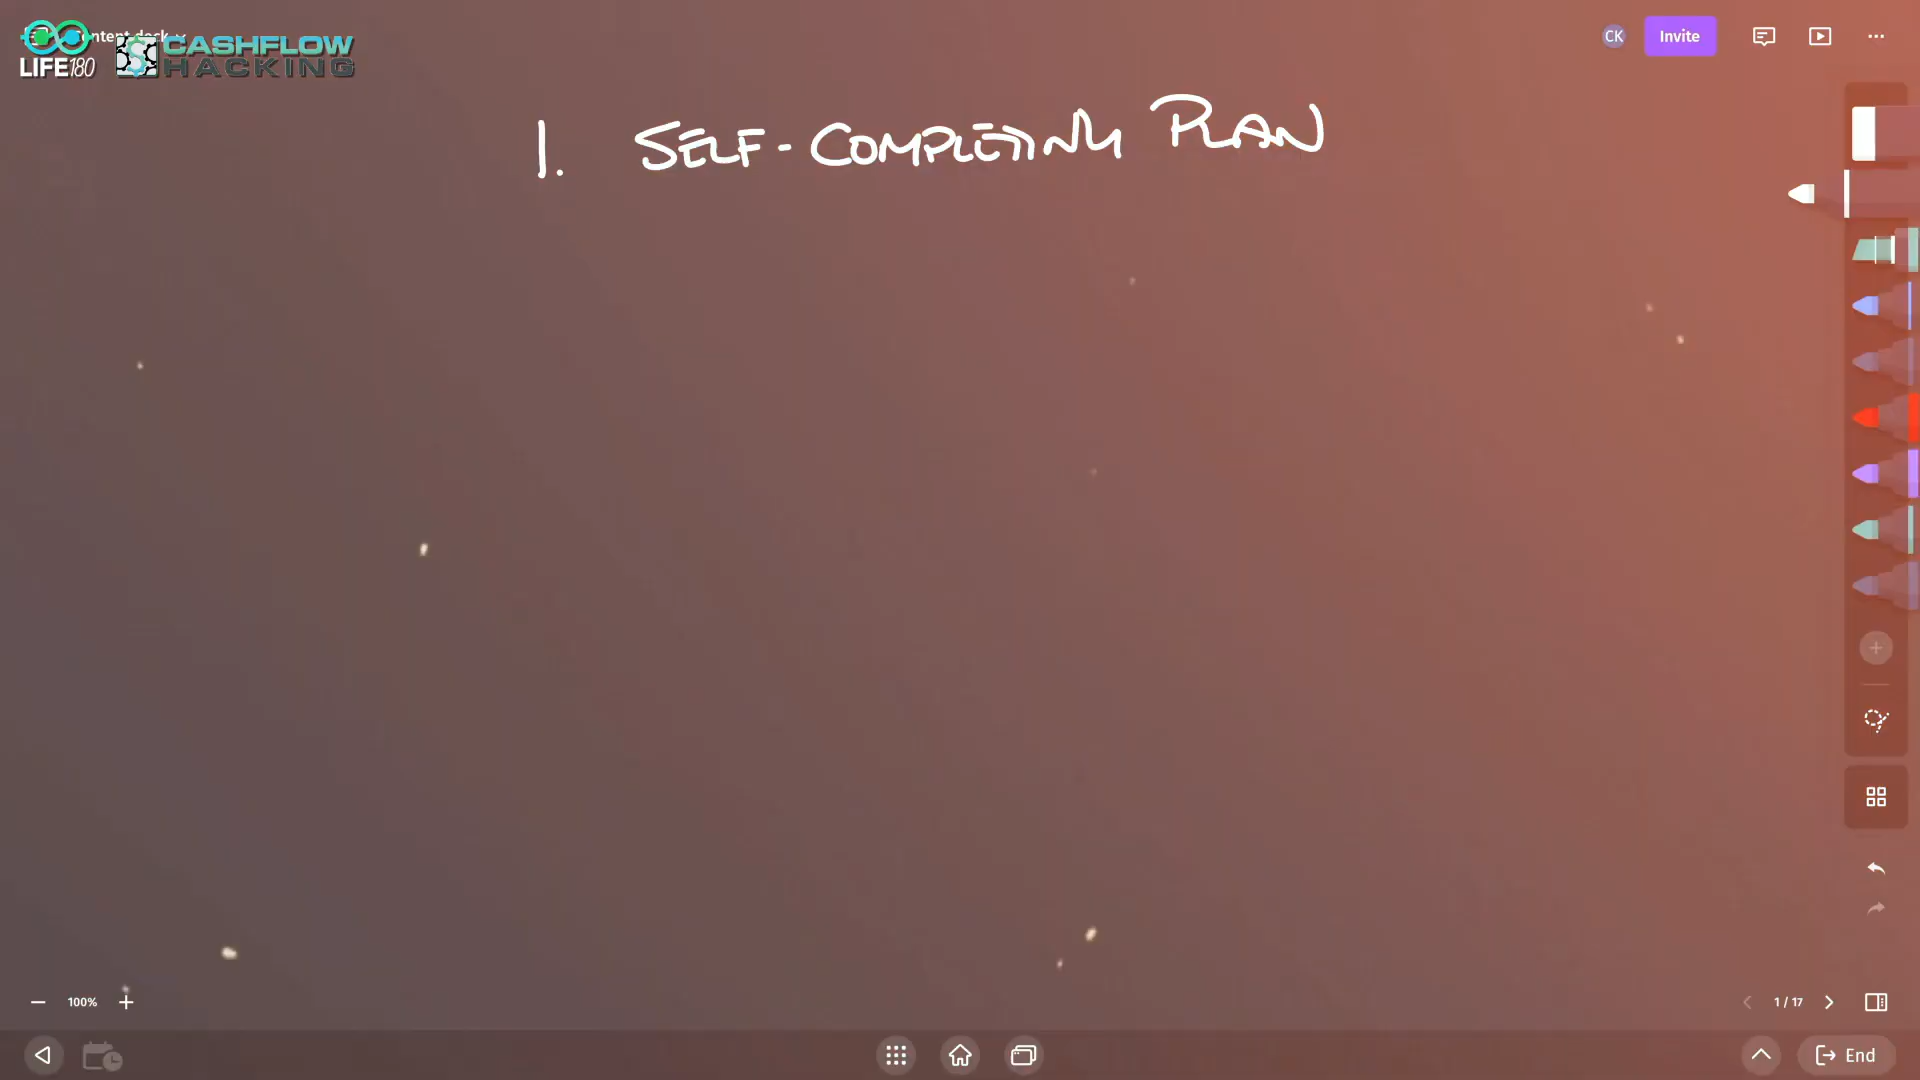 CK
Invite
LIFE180
CASHFLOW
HACKING
1. SELF-COMPLETING PLAN
100%
1 / 17
End